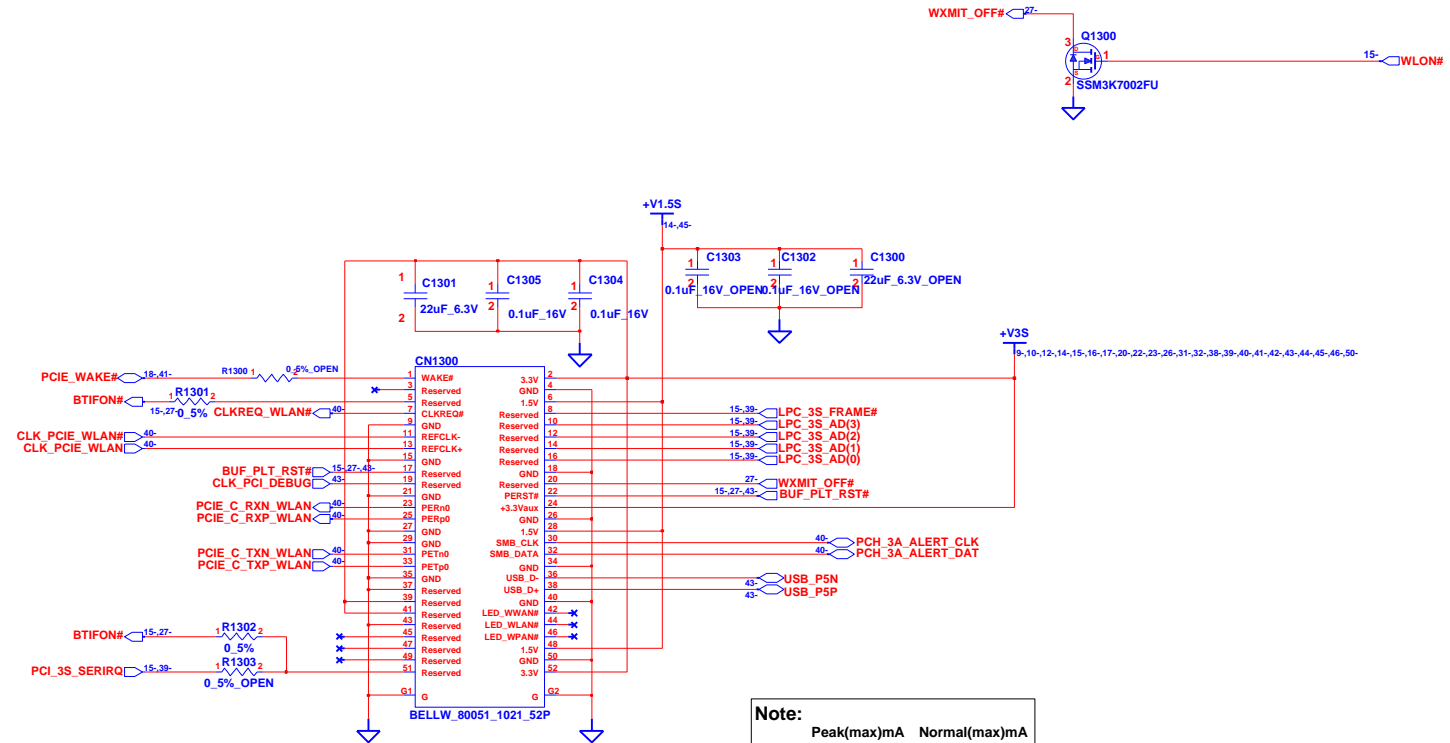 WXMIT_OFF# 27-
Q1300
3
1
2
D
G
S
SSM3K7002FU
15- WLON#
+V1.5S
14-,45-
1 C1301 2 22uF_6.3V
1 C1305 2 0.1uF_16V
1 C1304 2 0.1uF_16V
1 C1303 2 0.1uF_16V_OPEN
1 C1302 2 0.1uF_16V_OPEN
1 C1300 2 22uF_6.3V_OPEN
+V3S
9-,10-,12-,14-,15-,16-,17-,20-,22-,23-,26-,31-,32-,38-,39-,40-,41-,42-,43-,44-,45-,46-,50-
CN1300
PCIE_WAKE# 18-,41- R1300 1 2 0_5%_OPEN 1 WAKE#
3 Reserved
BTIFON# 15-,27- 1 R1301 2 0_5% 5 Reserved
CLKREQ_WLAN# 40- 7 CLKREQ#
9 GND
CLK_PCIE_WLAN# 40- 11 REFCLK-
CLK_PCIE_WLAN 40- 13 REFCLK+
15 GND
BUF_PLT_RST# 15-,27-,43- 17 Reserved
CLK_PCI_DEBUG 43- 19 Reserved
21 GND
PCIE_C_RXN_WLAN 40- 23 PERn0
PCIE_C_RXP_WLAN 40- 25 PERp0
27 GND
29 GND
PCIE_C_TXN_WLAN 40- 31 PETn0
PCIE_C_TXP_WLAN 40- 33 PETp0
35 GND
37 Reserved
39 Reserved
41 Reserved
43 Reserved
BTIFON# 15-,27- 1 R1302 2 0_5% 45 Reserved
47 Reserved
49 Reserved
PCI_3S_SERIRQ 15-,39- 1 R1303 2 0_5%_OPEN 51 Reserved
G1 G
3.3V 2
GND 4
1.5V 6
Reserved 8 15-,39- LPC_3S_FRAME#
Reserved 10 15-,39- LPC_3S_AD(3)
Reserved 12 15-,39- LPC_3S_AD(2)
Reserved 14 15-,39- LPC_3S_AD(1)
Reserved 16 15-,39- LPC_3S_AD(0)
GND 18
Reserved 20 27- WXMIT_OFF#
PERST# 22 15-,27-,43- BUF_PLT_RST#
+3.3Vaux 24
GND 26
1.5V 28
SMB_CLK 30 40- PCH_3A_ALERT_CLK
SMB_DATA 32 40- PCH_3A_ALERT_DAT
GND 34
USB_D- 36 43- USB_P5N
USB_D+ 38 43- USB_P5P
GND 40
LED_WWAN# 42
LED_WLAN# 44
LED_WPAN# 46
1.5V 48
GND 50
3.3V 52
G G2
BELLW_80051_1021_52P
Note:
Peak(max)mA Normal(max)mA